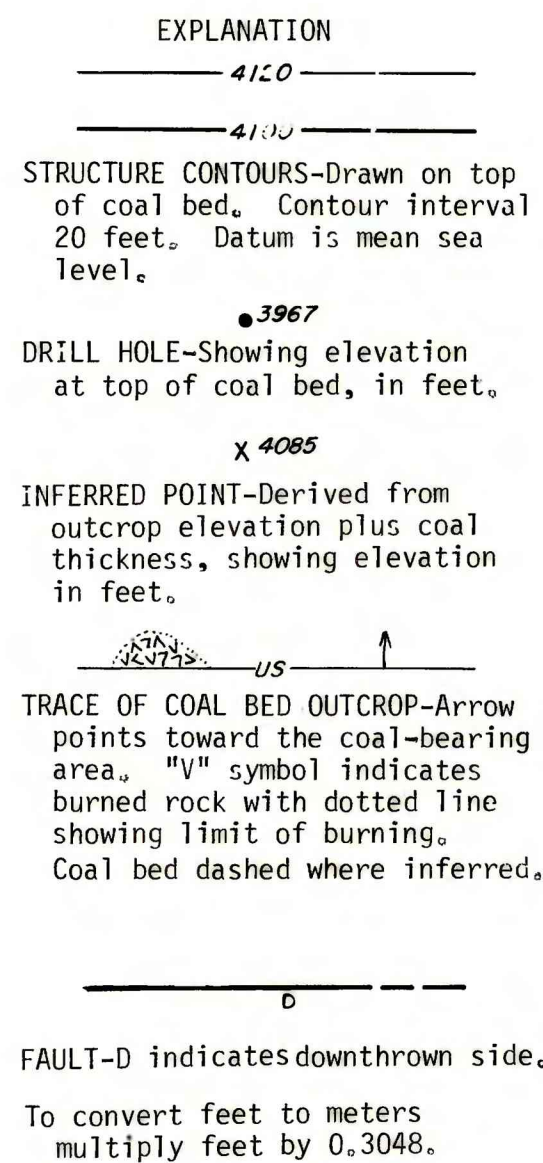 EXPLANATION
4120
4100
STRUCTURE CONTOURS-Drawn on top
of coal bed. Contour interval
20 feet. Datum is mean sea
level.
3967
DRILL HOLE-Showing elevation
at top of coal bed, in feet.
X 4085
INFERRED POINT-Derived from
outcrop elevation plus coal
thickness, showing elevation
in feet.
US
TRACE OF COAL BED OUTCROP-Arrow
points toward the coal-bearing
area. "V" symbol indicates
burned rock with dotted line
showing limit of burning.
Coal bed dashed where inferred.
D
FAULT-D indicates downthrown side.
To convert feet to meters
multiply feet by 0.3048.